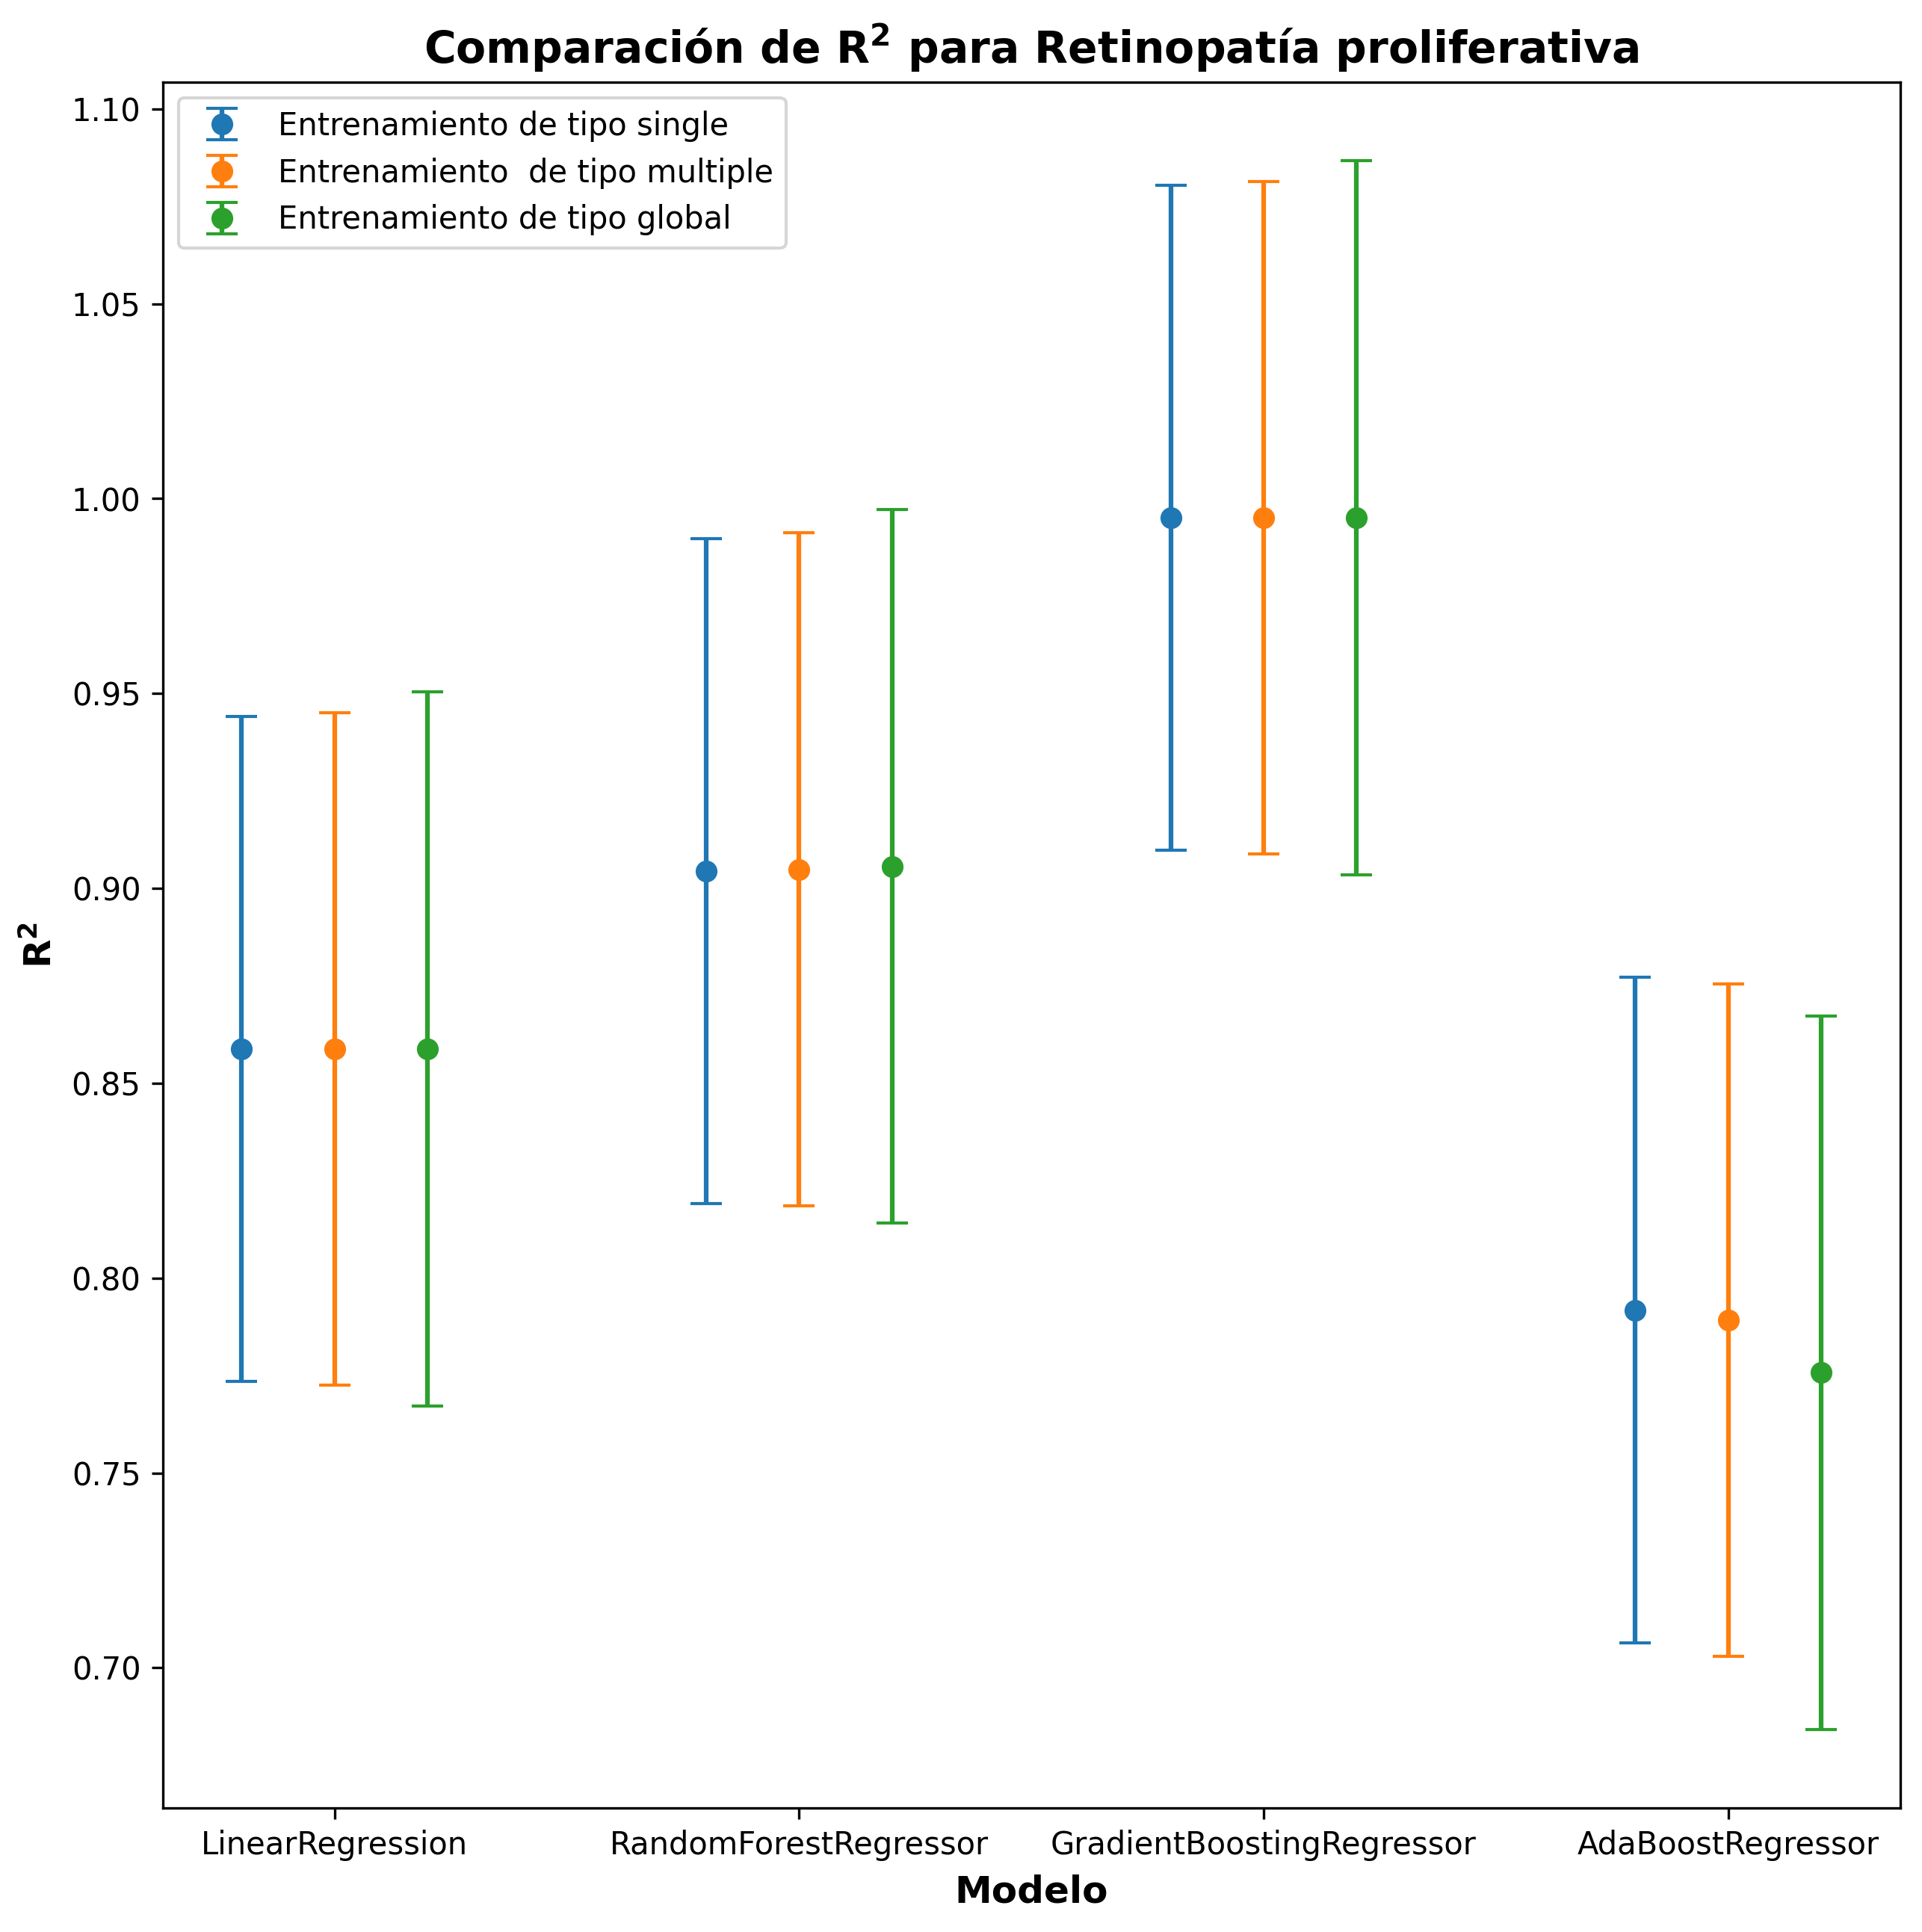 Comparación de R² para Retinopatía proliferativa
Entrenamiento de tipo single
Entrenamiento  de tipo multiple
Entrenamiento de tipo global
1.10
1.05
1.00
0.95
0.90
0.85
0.80
0.75
0.70
R²
LinearRegression
RandomForestRegressor
GradientBoostingRegressor
AdaBoostRegressor
Modelo